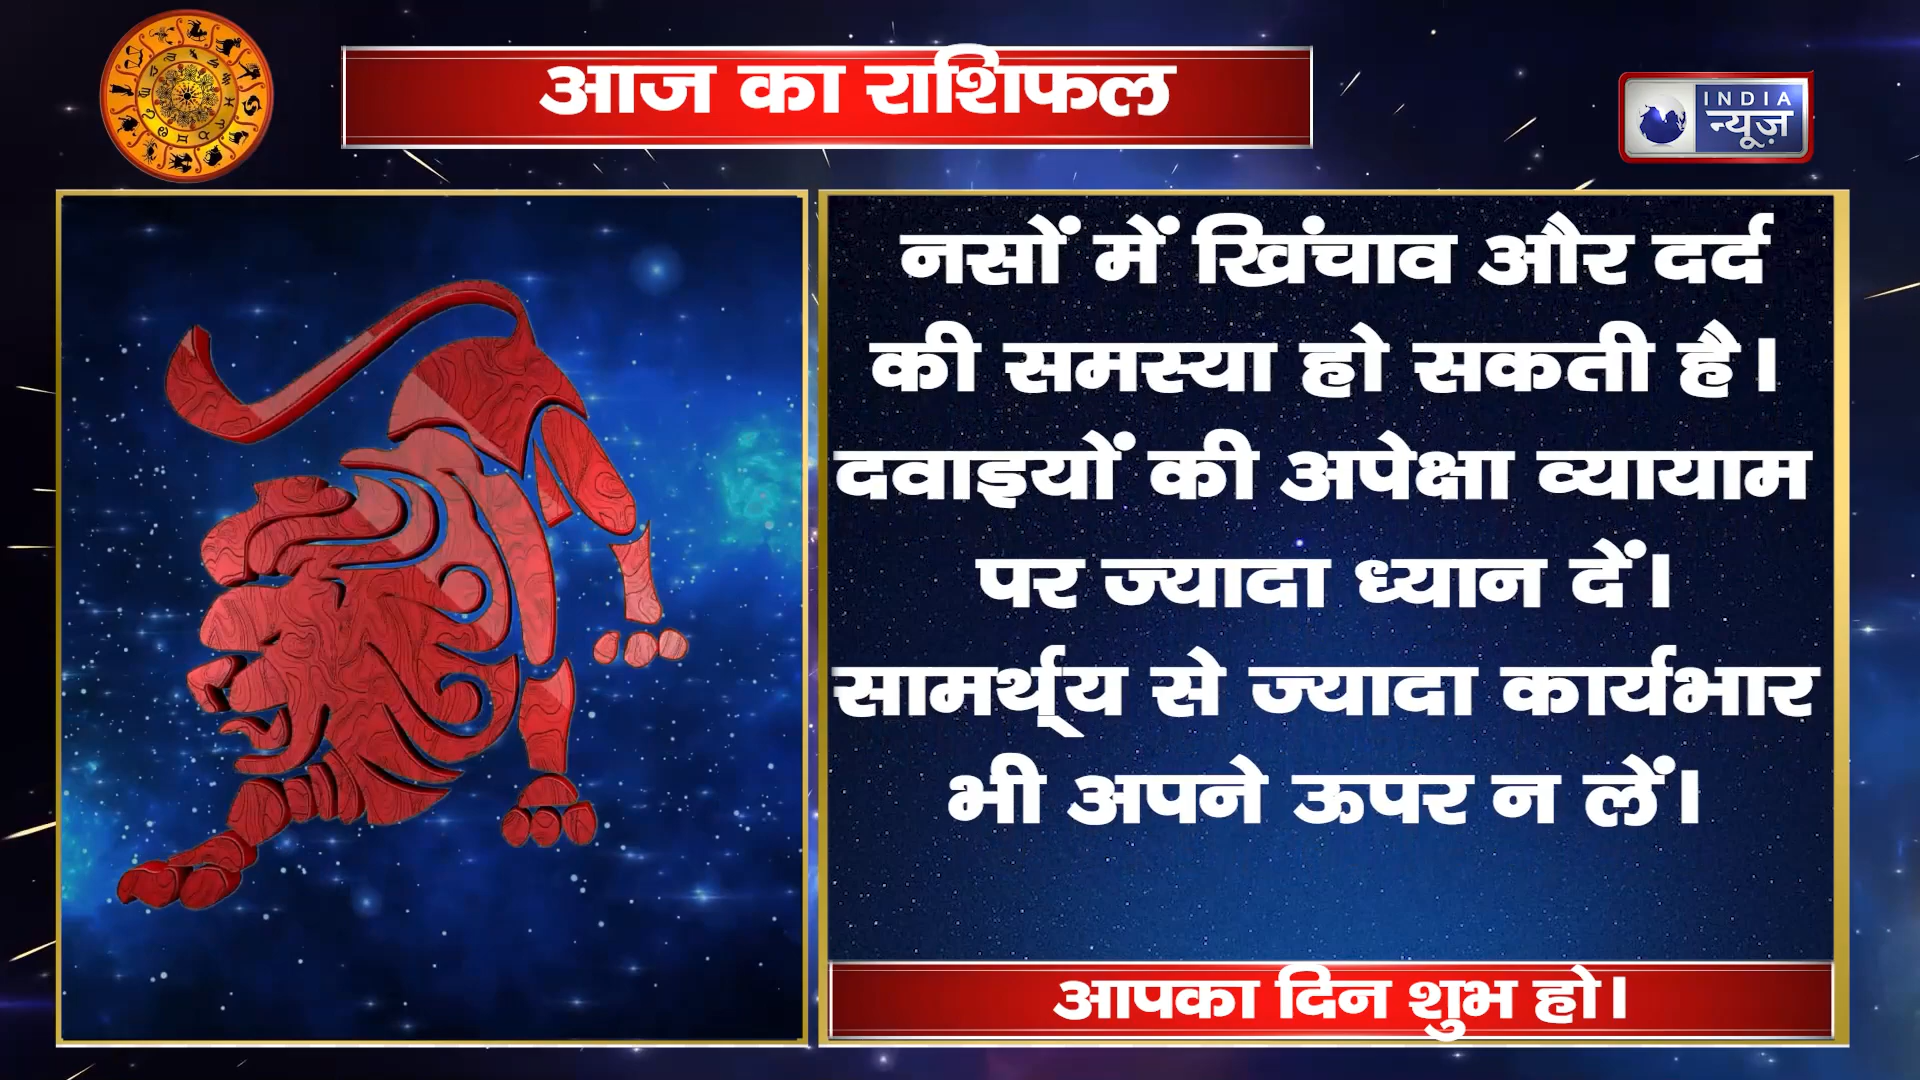 आज का राशिफल
INDIA
न्यूज़
नसों में खिंचाव और दर्द
की समस्या हो सकती है।
दवाइयों की अपेक्षा व्यायाम
पर ज्यादा ध्यान दें।
सामर्थ्य से ज्यादा कार्यभार
भी अपने ऊपर न लें।
आपका दिन शुभ हो।